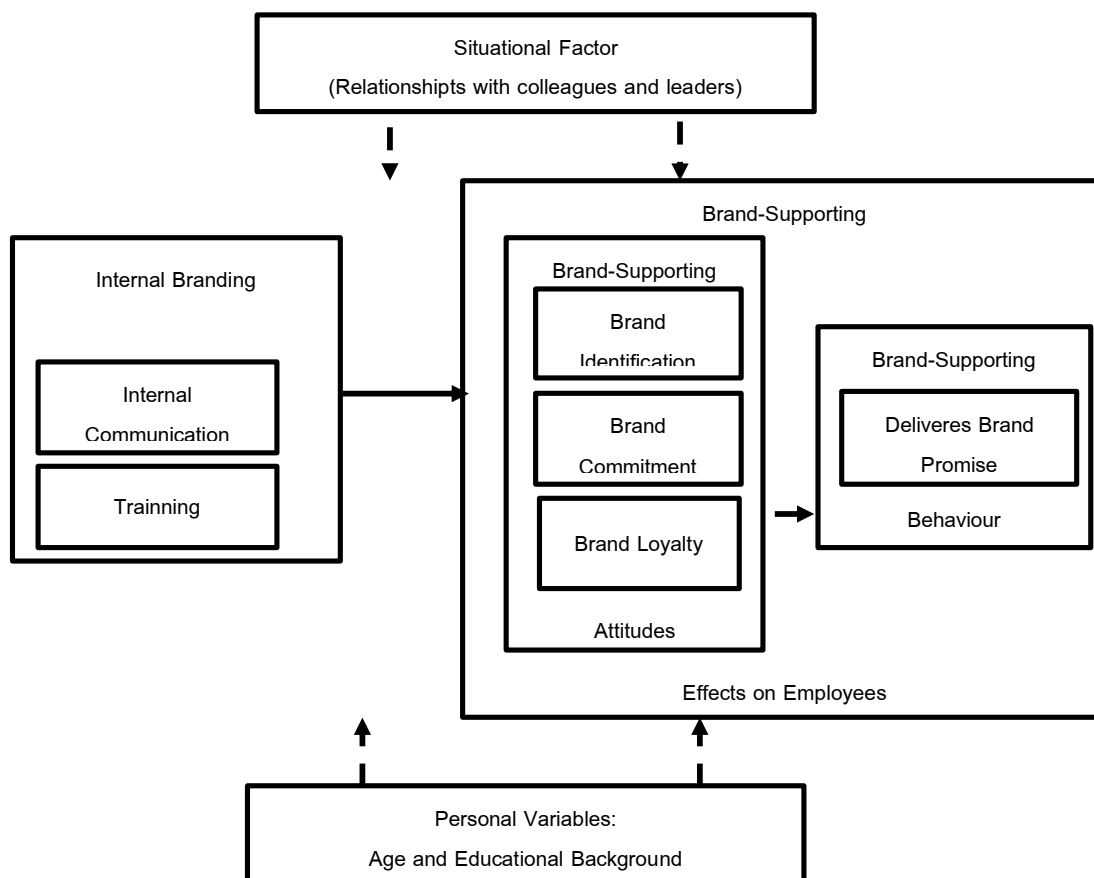 Situational Factor
(Relationshipts with colleagues and leaders)
Brand-Supporting
Internal Branding
Internal
Communication
Trainning
Brand-Supporting
Brand
Identification
Brand
Commitment
Brand Loyalty
Attitudes
Brand-Supporting
Deliveres Brand
Promise
Behaviour
Effects on Employees
Personal Variables:
Age and Educational Background